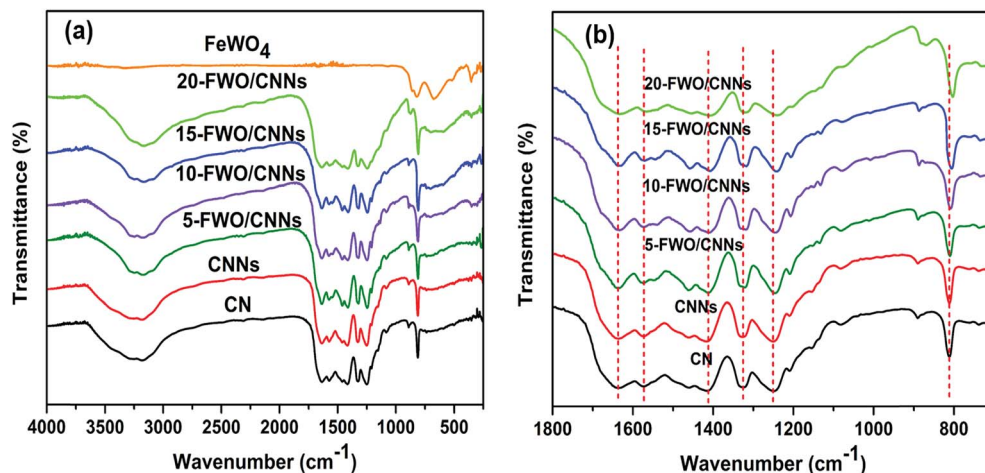 (a)
FeWO4
20-FWO/CNNs
15-FWO/CNNs
10-FWO/CNNs
5-FWO/CNNs
CNNs
CN
Transmittance (%)
4000 3500 3000 2500 2000 1500 1000 500
Wavenumber (cm-1)
(b)
20-FWO/CNNs
15-FWO/CNNs
10-FWO/CNNs
5-FWO/CNNs
CNNs
CN
Transmittance (%)
1800 1600 1400 1200 1000 800
Wavenumber (cm-1)